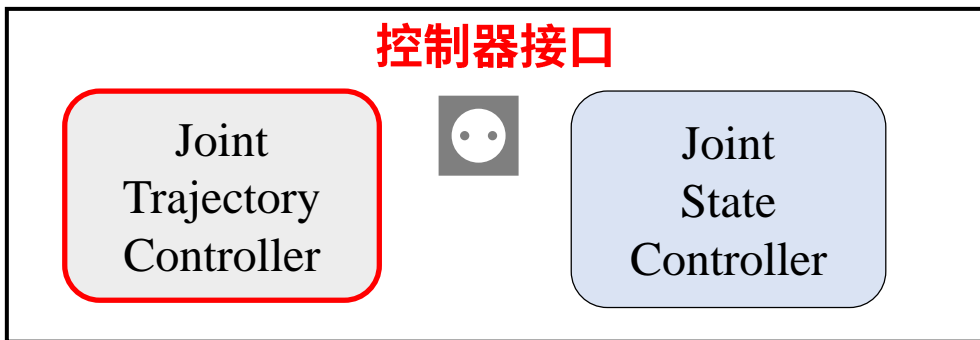 控制器接口
Joint
Trajectory
Controller
Joint
State
Controller